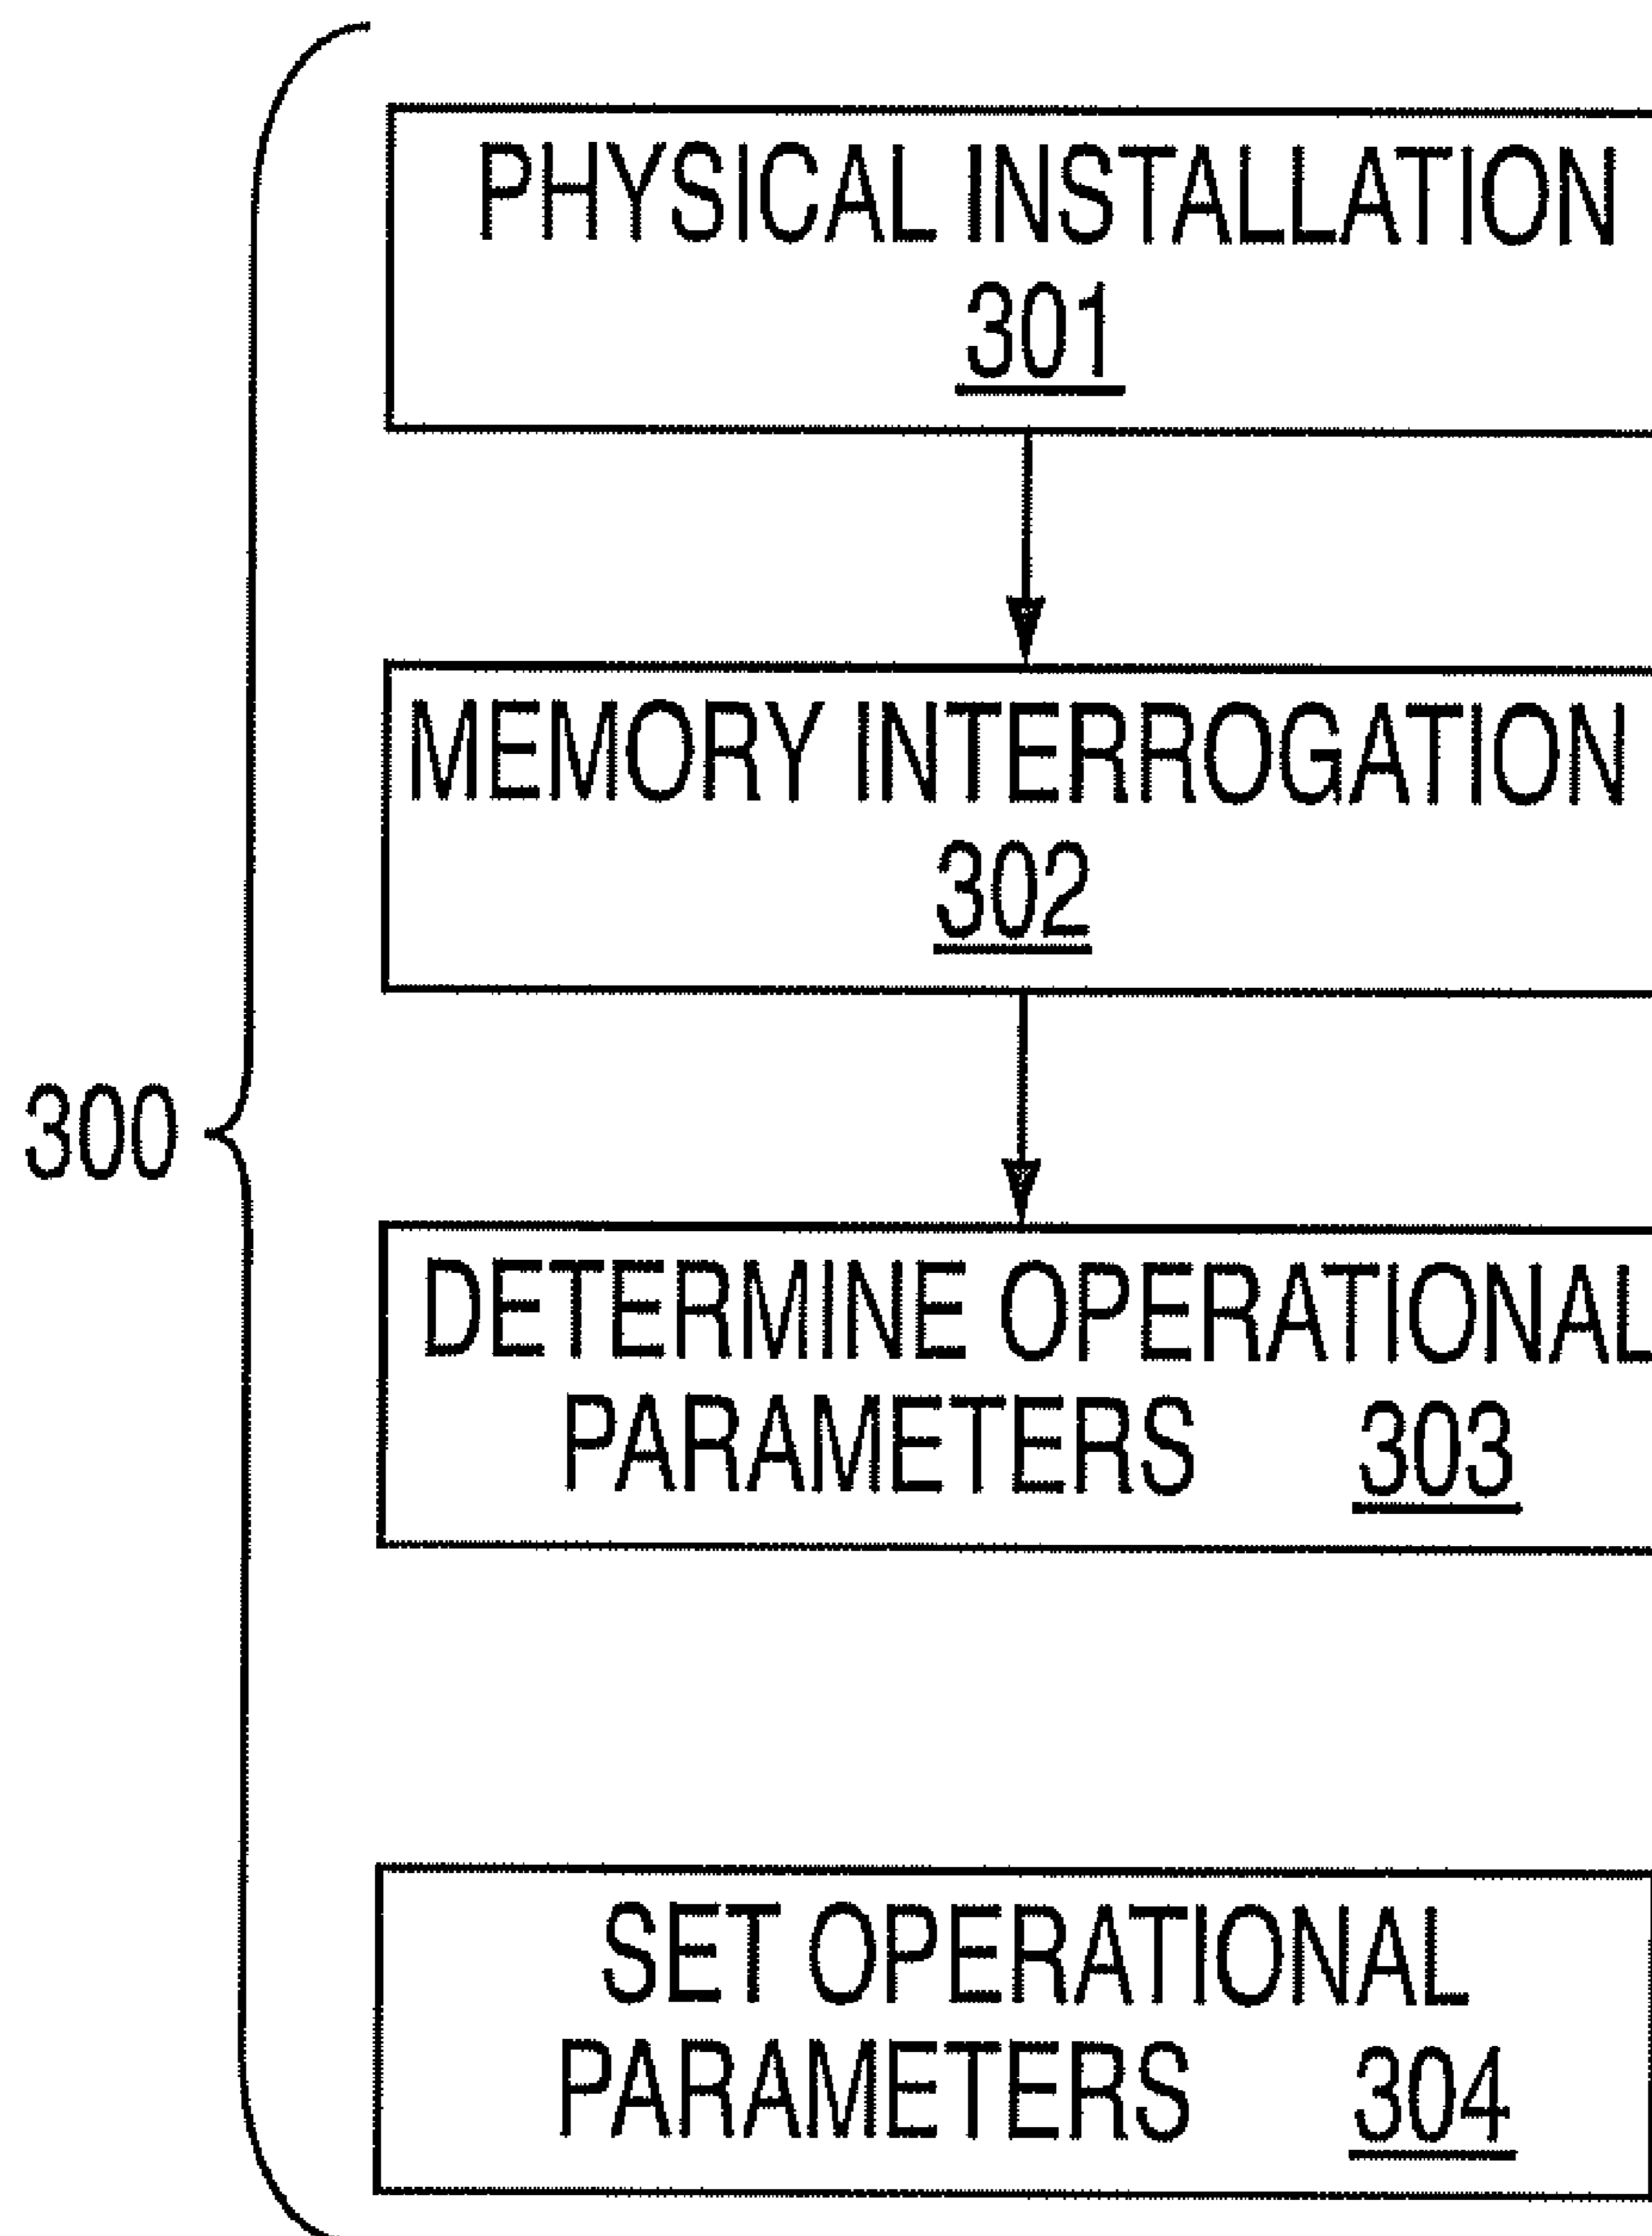 PHYSICAL INSTALLATION
301
MEMORY INTERROGATION
302
300
DETERMINE OPERATIONAL
PARAMETERS 303
SET OPERATIONAL
PARAMETERS 304